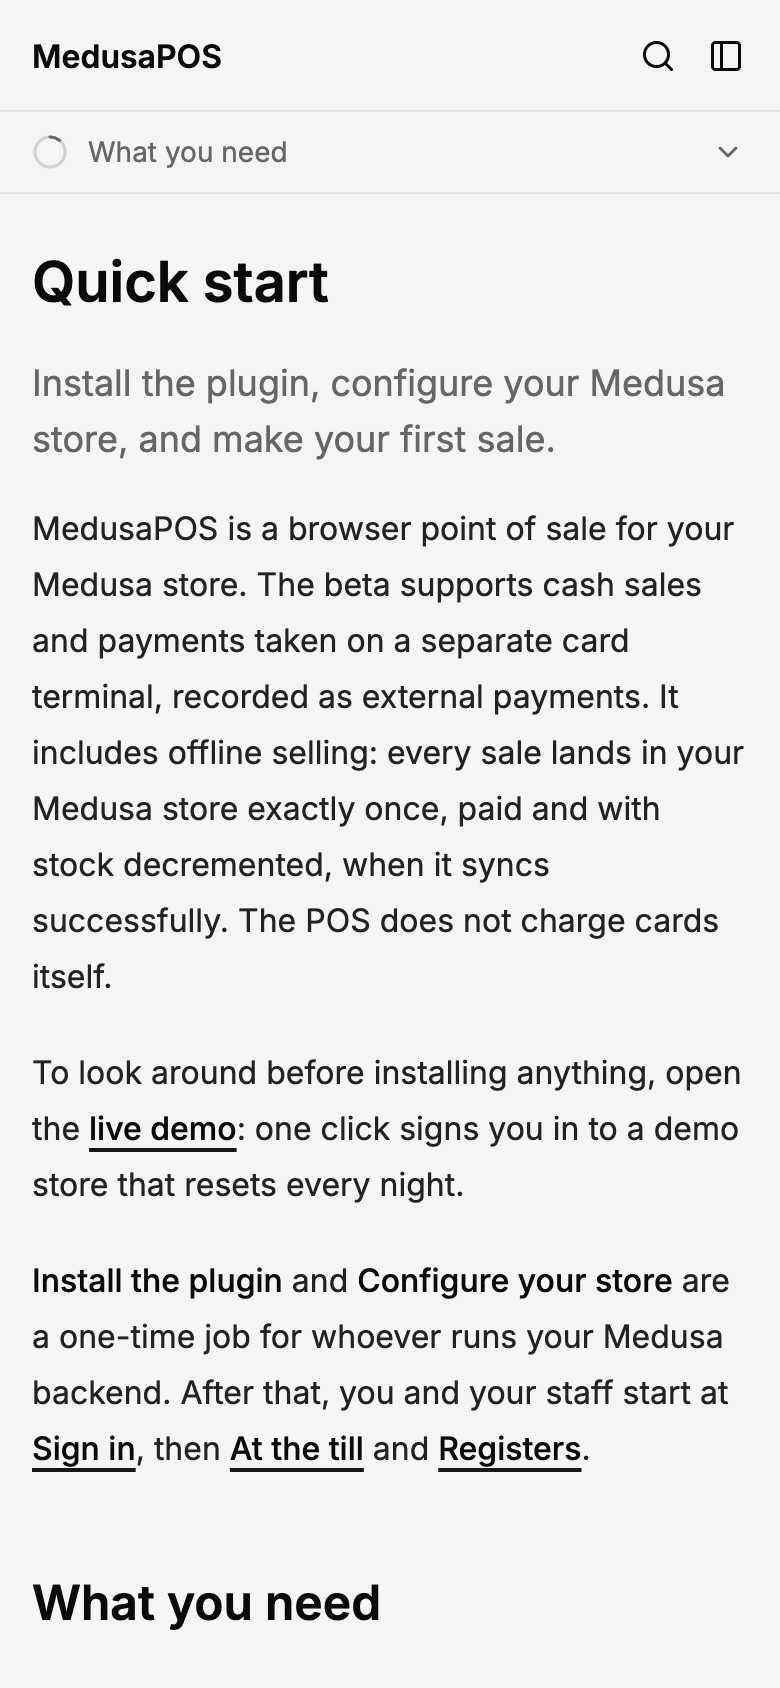 MedusaPOS
What you need
Quick start
Install the plugin, configure your Medusa
store, and make your first sale.
MedusaPOS is a browser point of sale for your
Medusa store. The beta supports cash sales
and payments taken on a separate card
terminal, recorded as external payments. It
includes offline selling: every sale lands in your
Medusa store exactly once, paid and with
stock decremented, when it syncs
successfully. The POS does not charge cards
itself.
To look around before installing anything, open
the live demo: one click signs you in to a demo
store that resets every night.
Install the plugin and Configure your store are
a one-time job for whoever runs your Medusa
backend. After that, you and your staff start at
Sign in, then At the till and Registers.
What you need